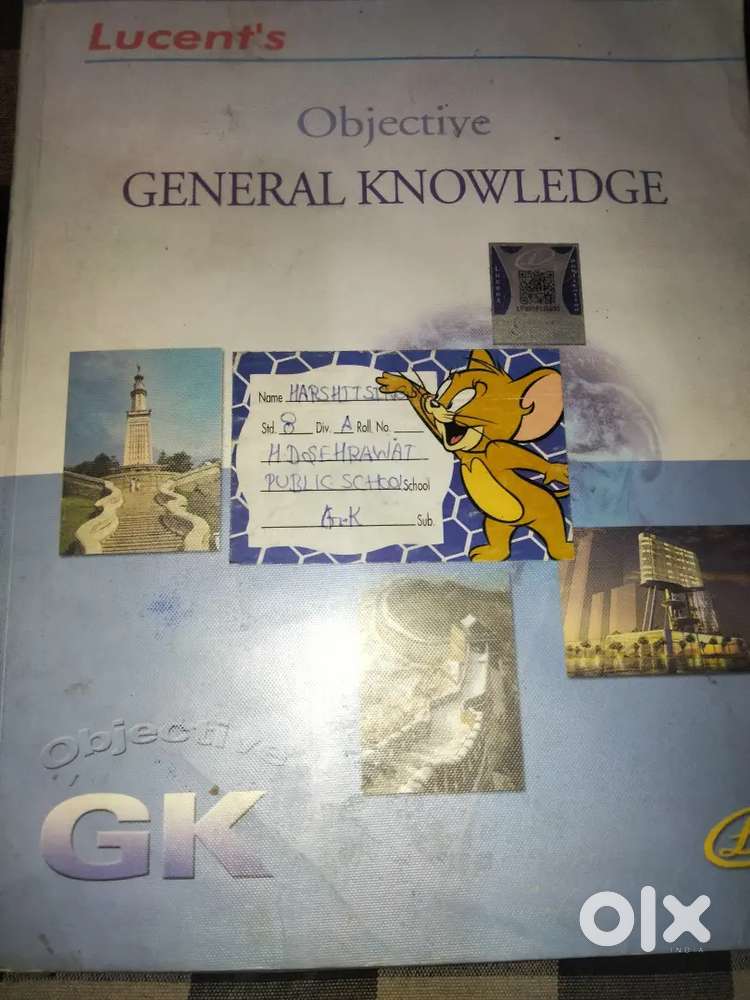 Lucent's
Objective
GENERAL KNOWLEDGE
Name HARSHIT
Std. 8 Div. A Roll. No.
M.D. SEHRAWAT
PUBLIC SCHOOL School
G.K Sub.
Objective
GK
olx
INDIA